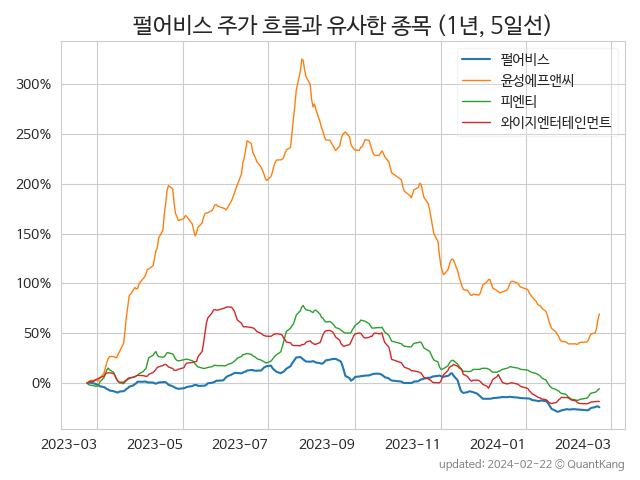 펄어비스 주가 흐름과 유사한 종목 (1년, 5일선)
펄어비스
윤성에프앤씨
피엔티
와이지엔터테인먼트
300%
250%
200%
150%
100%
50%
0%
2023-03 2023-05 2023-07 2023-09 2023-11 2024-01 2024-03
updated: 2024-02-22 © QuantKang